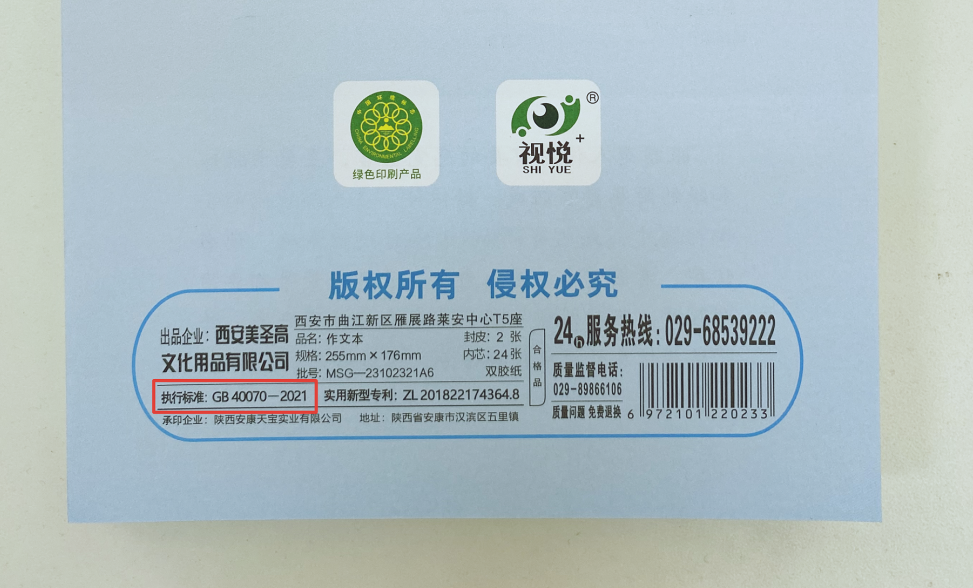 中国环境标志
CHINA ENVIRONMENTAL LABELLING
绿色印刷产品
®
视悦+
SHI YUE
版权所有 侵权必究
出品企业：西安美圣高
文化用品有限公司
西安市曲江新区雁展路莱安中心T5座
品名：作文本 封皮：2 张
规格：255mm×176mm 内芯：24张
批号：MSG—23102321A6 双胶纸
合格品
执行标准：GB 40070—2021 实用新型专利：ZL201822174364.8
承印企业：陕西安康天宝实业有限公司 地址：陕西省安康市汉滨区五里镇
24h服务热线：029-68539222
质量监督电话：
029-89866106
质量问题 免费退换
6 972101 220233